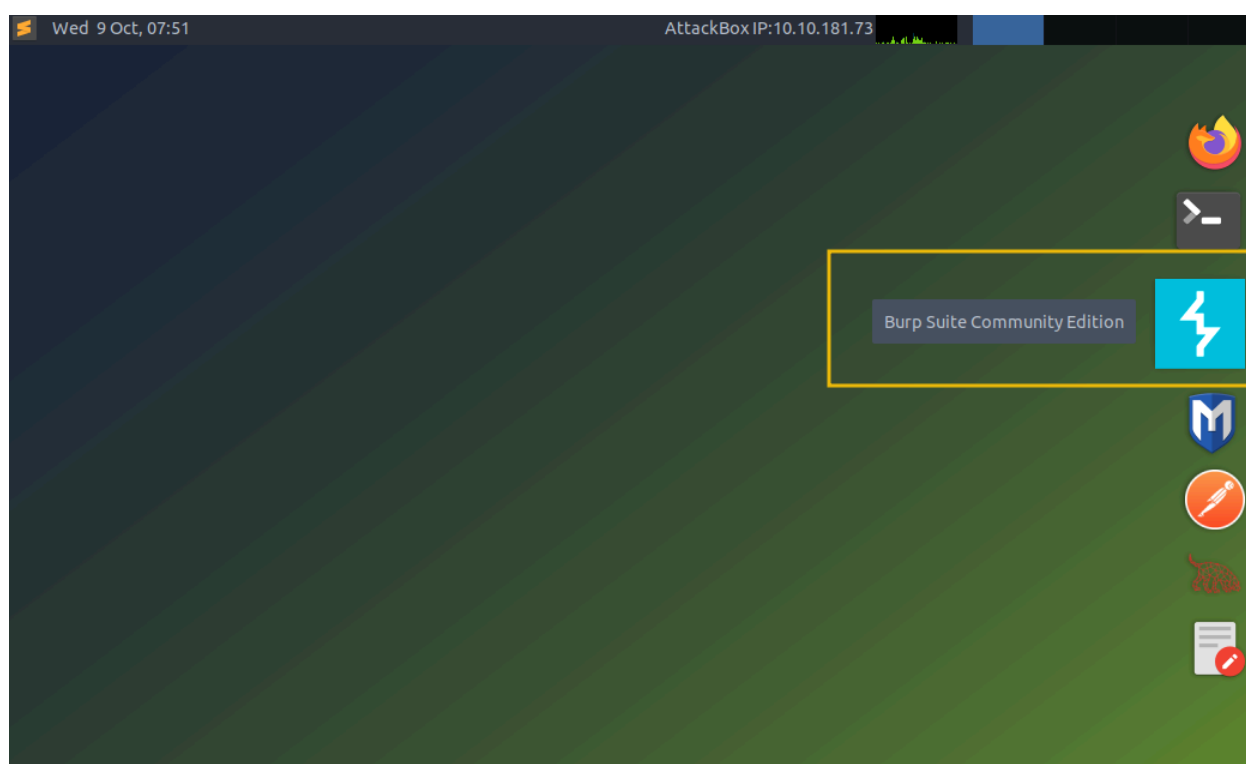 Wed 9 Oct, 07:51
AttackBox IP:10.10.181.73
Burp Suite Community Edition